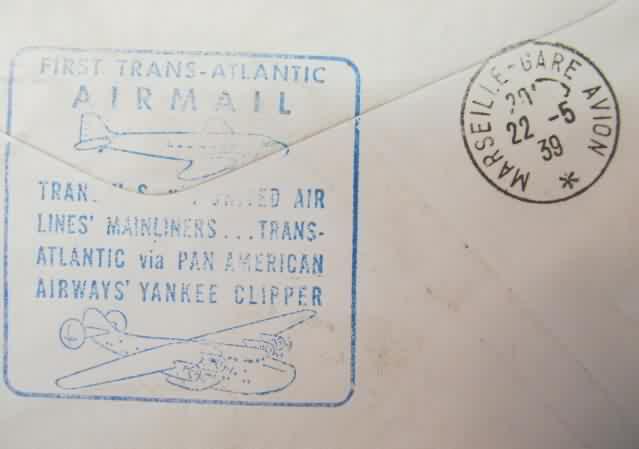 FIRST TRANS-ATLANTIC
AIRMAIL
AIR
LINES' MAINLINERS...TRANS-
ATLANTIC via PAN AMERICAN
AIRWAYS' YANKEE CLIPPER
MARSEILLE-GARE AVION
22 -5
39
*